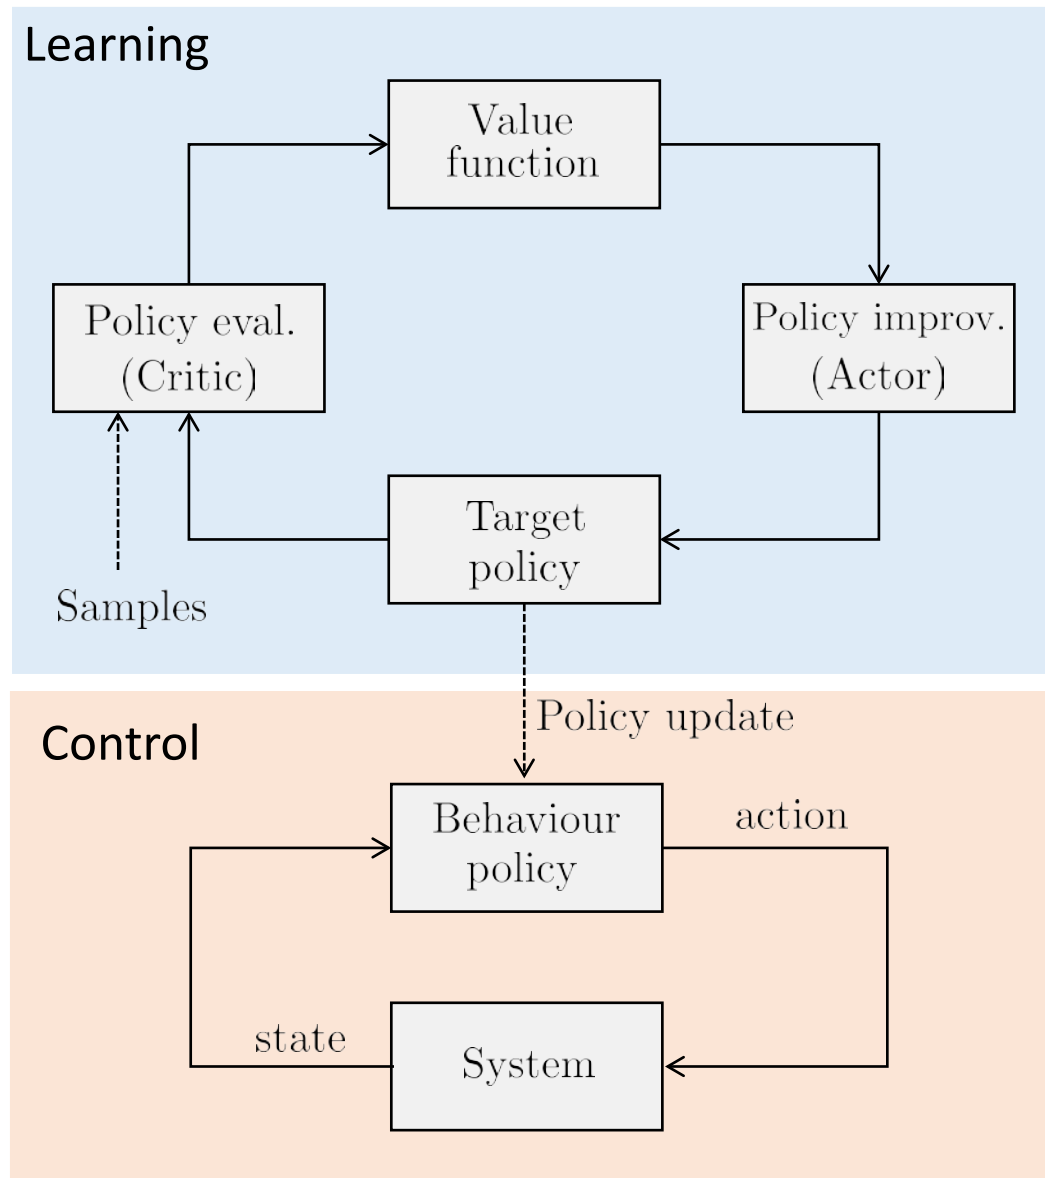 Learning
Value
function
Policy eval.
(Critic)
Policy improv.
(Actor)
Target
policy
Samples
Policy update
Control
Behaviour
policy
action
state
System